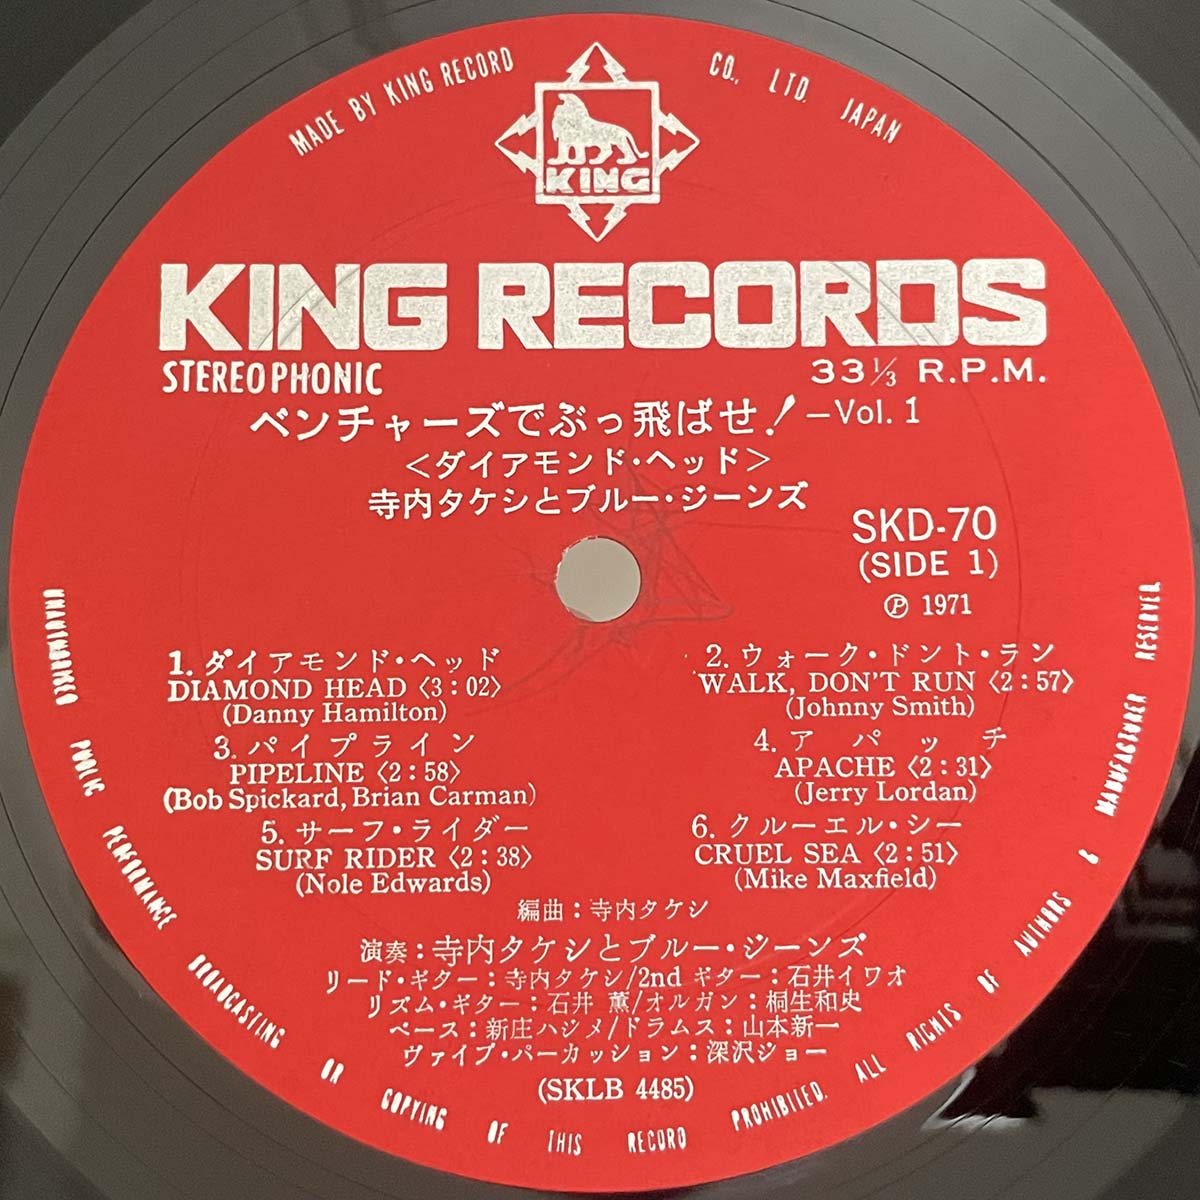 MADE BY KING RECORD CO., LTD. JAPAN
KING
KING RECORDS
STEREOPHONIC
33 1/3 R.P.M.
ベンチャーズでぶっ飛ばせ! —Vol. 1
<ダイアモンド・ヘッド>
寺内タケシとブルー・ジーンズ
SKD-70
(SIDE 1)
Ⓟ 1971
1. ダイアモンド・ヘッド
DIAMOND HEAD 〈3:02〉
(Danny Hamilton)
2. ウォーク・ドント・ラン
WALK, DON'T RUN 〈2:57〉
(Johnny Smith)
3. パイプライン
PIPELINE 〈2:58〉
(Bob Spickard, Brian Carman)
4. アパッチ
APACHE 〈2:31〉
(Jerry Lordan)
5. サーフ・ライダー
SURF RIDER 〈2:38〉
(Nole Edwards)
6. クルーエル・シー
CRUEL SEA 〈2:51〉
(Mike Maxfield)
編曲:寺内タケシ
演奏:寺内タケシとブルー・ジーンズ
リード・ギター:寺内タケシ/2nd ギター:石井イワオ
リズム・ギター:石井 薫/オルガン:桐生和史
ベース:新庄ハジメ/ドラムス:山本新一
ヴァイブ・パーカッション:深沢ジョー
(SKLB 4485)
UNAUTHORIZED PUBLIC PERFORMANCE BROADCASTING OR COPYING OF THIS RECORD PROHIBITED. ALL RIGHTS OF AUTHORS & MANUFACTURER RESERVED